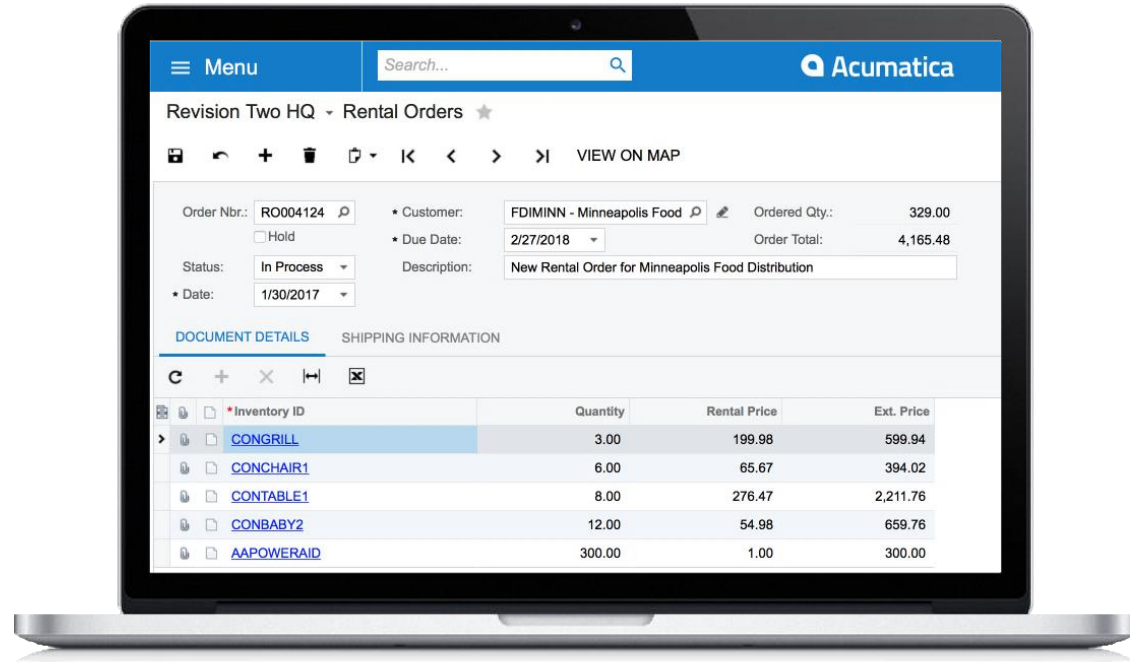 Menu Search... Acumatica
Revision Two HQ Rental Orders
VIEW ON MAP
Order Nbr.: RO004124 * Customer: FDIMINN - Minneapolis Food Ordered Qty.: 329.00
Hold * Due Date: 2/27/2018 Order Total: 4,165.48
Status: In Process Description: New Rental Order for Minneapolis Food Distribution
* Date: 1/30/2017
DOCUMENT DETAILS SHIPPING INFORMATION
* Inventory ID Quantity Rental Price Ext. Price
CONGRILL 3.00 199.98 599.94
CONCHAIR1 6.00 65.67 394.02
CONTABLE1 8.00 276.47 2,211.76
CONBABY2 12.00 54.98 659.76
AAPOWERAID 300.00 1.00 300.00